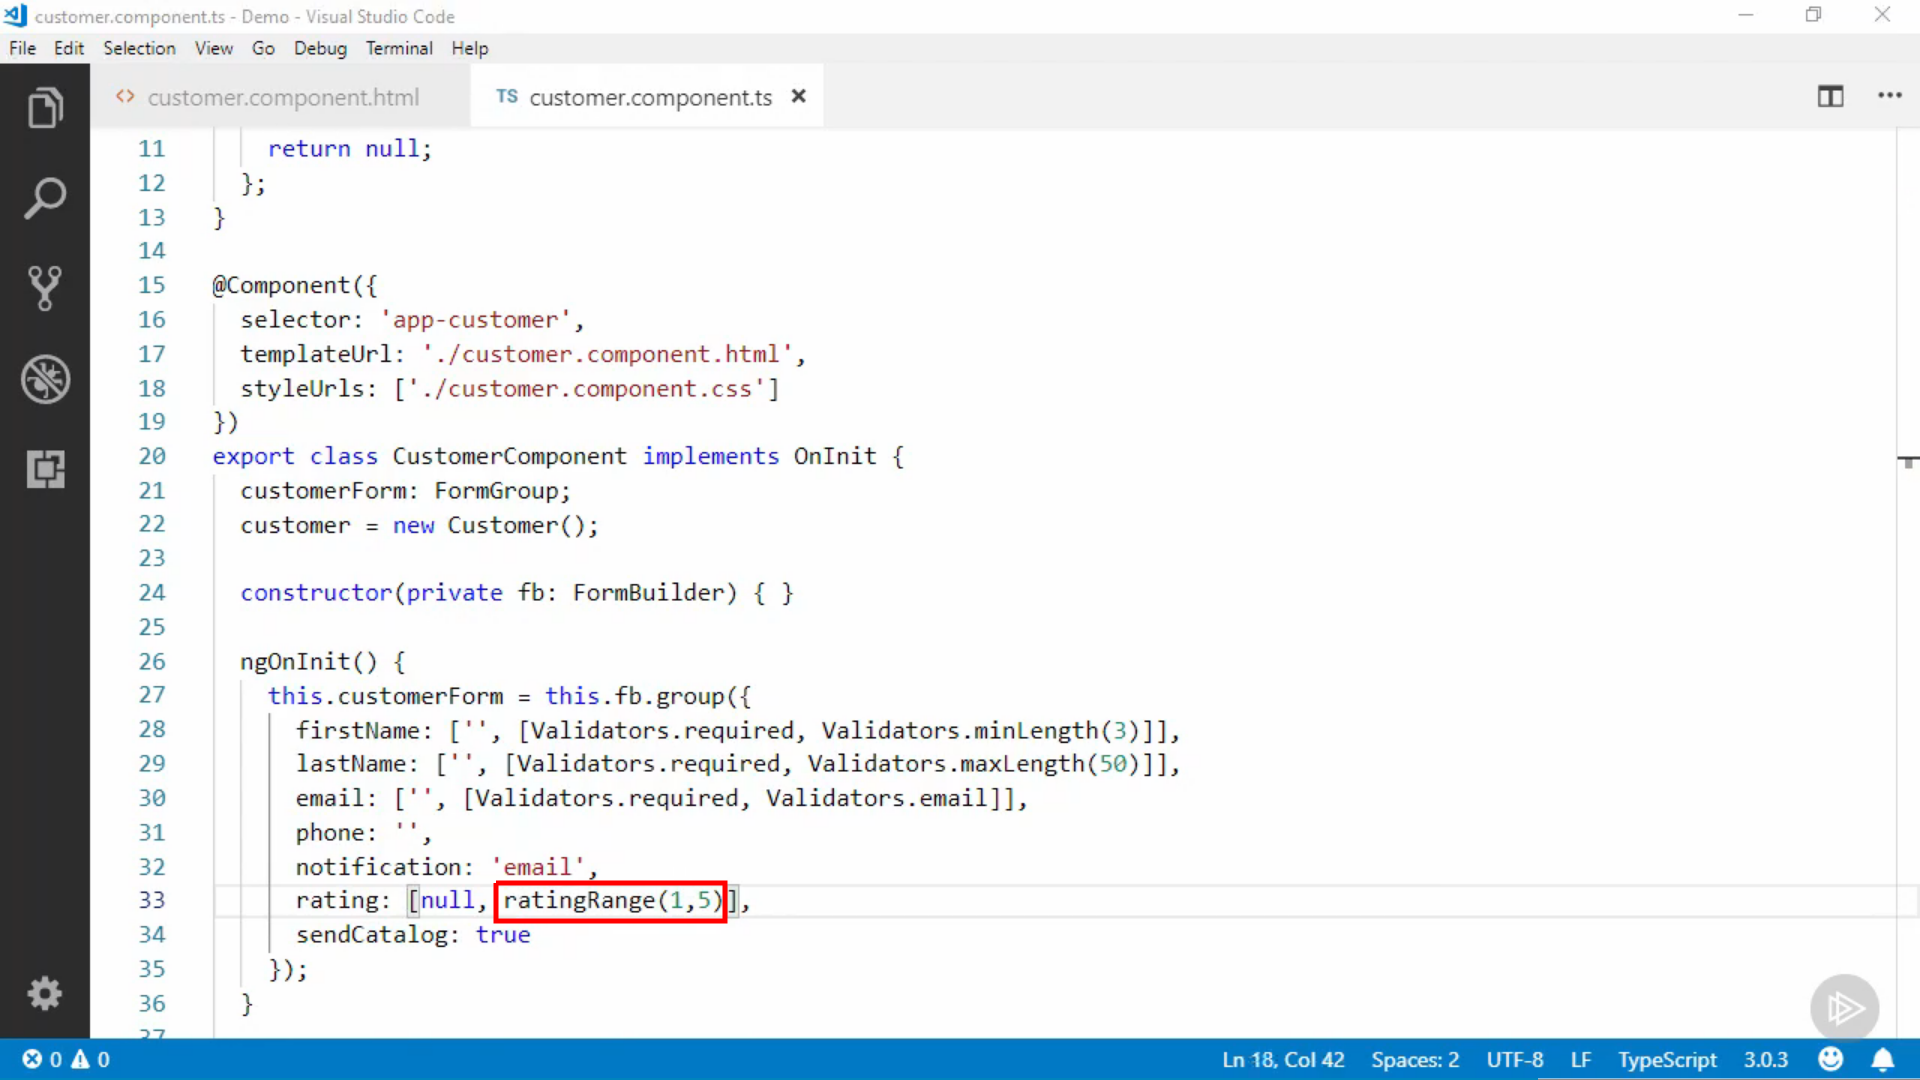 customer.component.ts - Demo - Visual Studio Code
File Edit Selection View Go Debug Terminal Help
<> customer.component.html TS customer.component.ts ×
11 return null;
12 };
13 }
14
15 @Component({
16 selector: 'app-customer',
17 templateUrl: './customer.component.html',
18 styleUrls: ['./customer.component.css']
19 })
20 export class CustomerComponent implements OnInit {
21 customerForm: FormGroup;
22 customer = new Customer();
23
24 constructor(private fb: FormBuilder) { }
25
26 ngOnInit() {
27 this.customerForm = this.fb.group({
28 firstName: ['', [Validators.required, Validators.minLength(3)]],
29 lastName: ['', [Validators.required, Validators.maxLength(50)]],
30 email: ['', [Validators.required, Validators.email]],
31 phone: '',
32 notification: 'email',
33 rating: [null, ratingRange(1,5)],
34 sendCatalog: true
35 });
36 }
37
0 0 Ln 18, Col 42 Spaces: 2 UTF-8 LF TypeScript 3.0.3